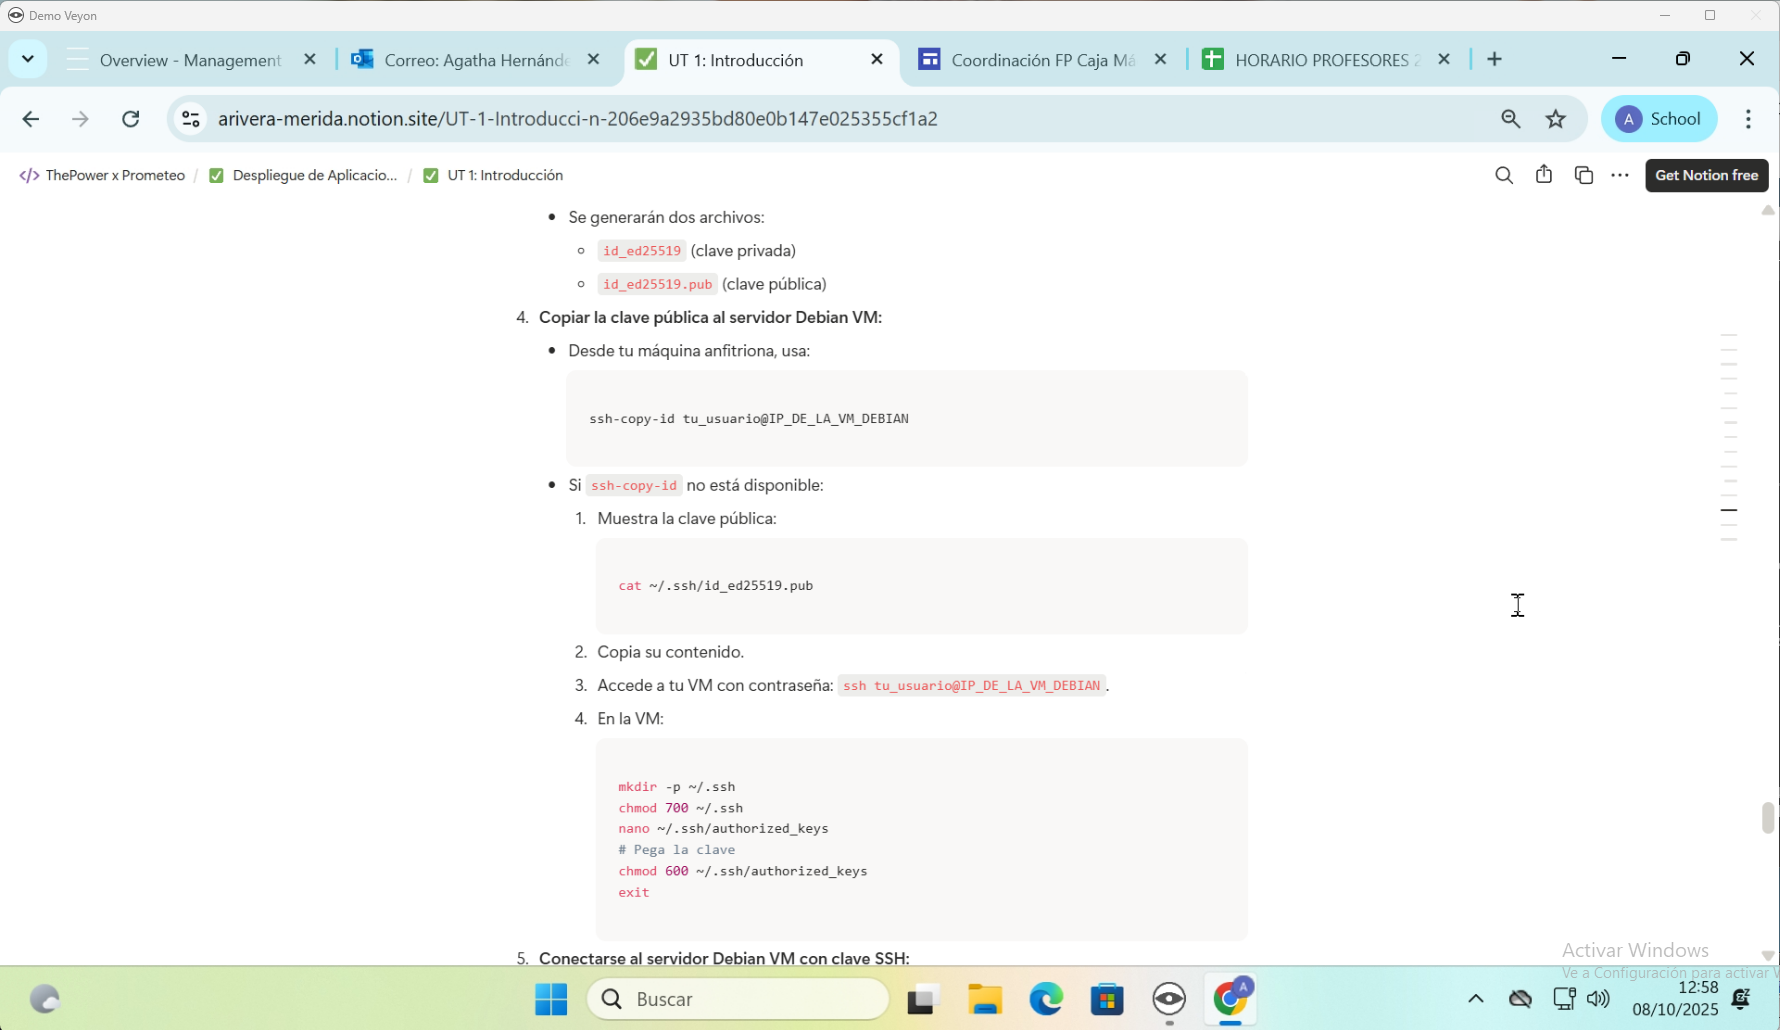 Demo Veyon
Overview - Management
Correo: Agatha Hernánde
UT 1: Introducción
Coordinación FP Caja Má
HORARIO PROFESORES 2
arivera-merida.notion.site/UT-1-Introducci-n-206e9a2935bd80e0b147e025355cf1a2
A School
ThePower x Prometeo / Despliegue de Aplicacio... / UT 1: Introducción
Get Notion free
• Se generarán dos archivos:
id_ed25519 (clave privada)
id_ed25519.pub (clave pública)
4. Copiar la clave pública al servidor Debian VM:
• Desde tu máquina anfitriona, usa:
ssh-copy-id tu_usuario@IP_DE_LA_VM_DEBIAN
• Si ssh-copy-id no está disponible:
1. Muestra la clave pública:
cat ~/.ssh/id_ed25519.pub
2. Copia su contenido.
3. Accede a tu VM con contraseña: ssh tu_usuario@IP_DE_LA_VM_DEBIAN .
4. En la VM:
mkdir -p ~/.ssh
chmod 700 ~/.ssh
nano ~/.ssh/authorized_keys
# Pega la clave
chmod 600 ~/.ssh/authorized_keys
exit
5. Conectarse al servidor Debian VM con clave SSH:
Activar Windows
Ve a Configuración para activar
Buscar
A
12:58
08/10/2025